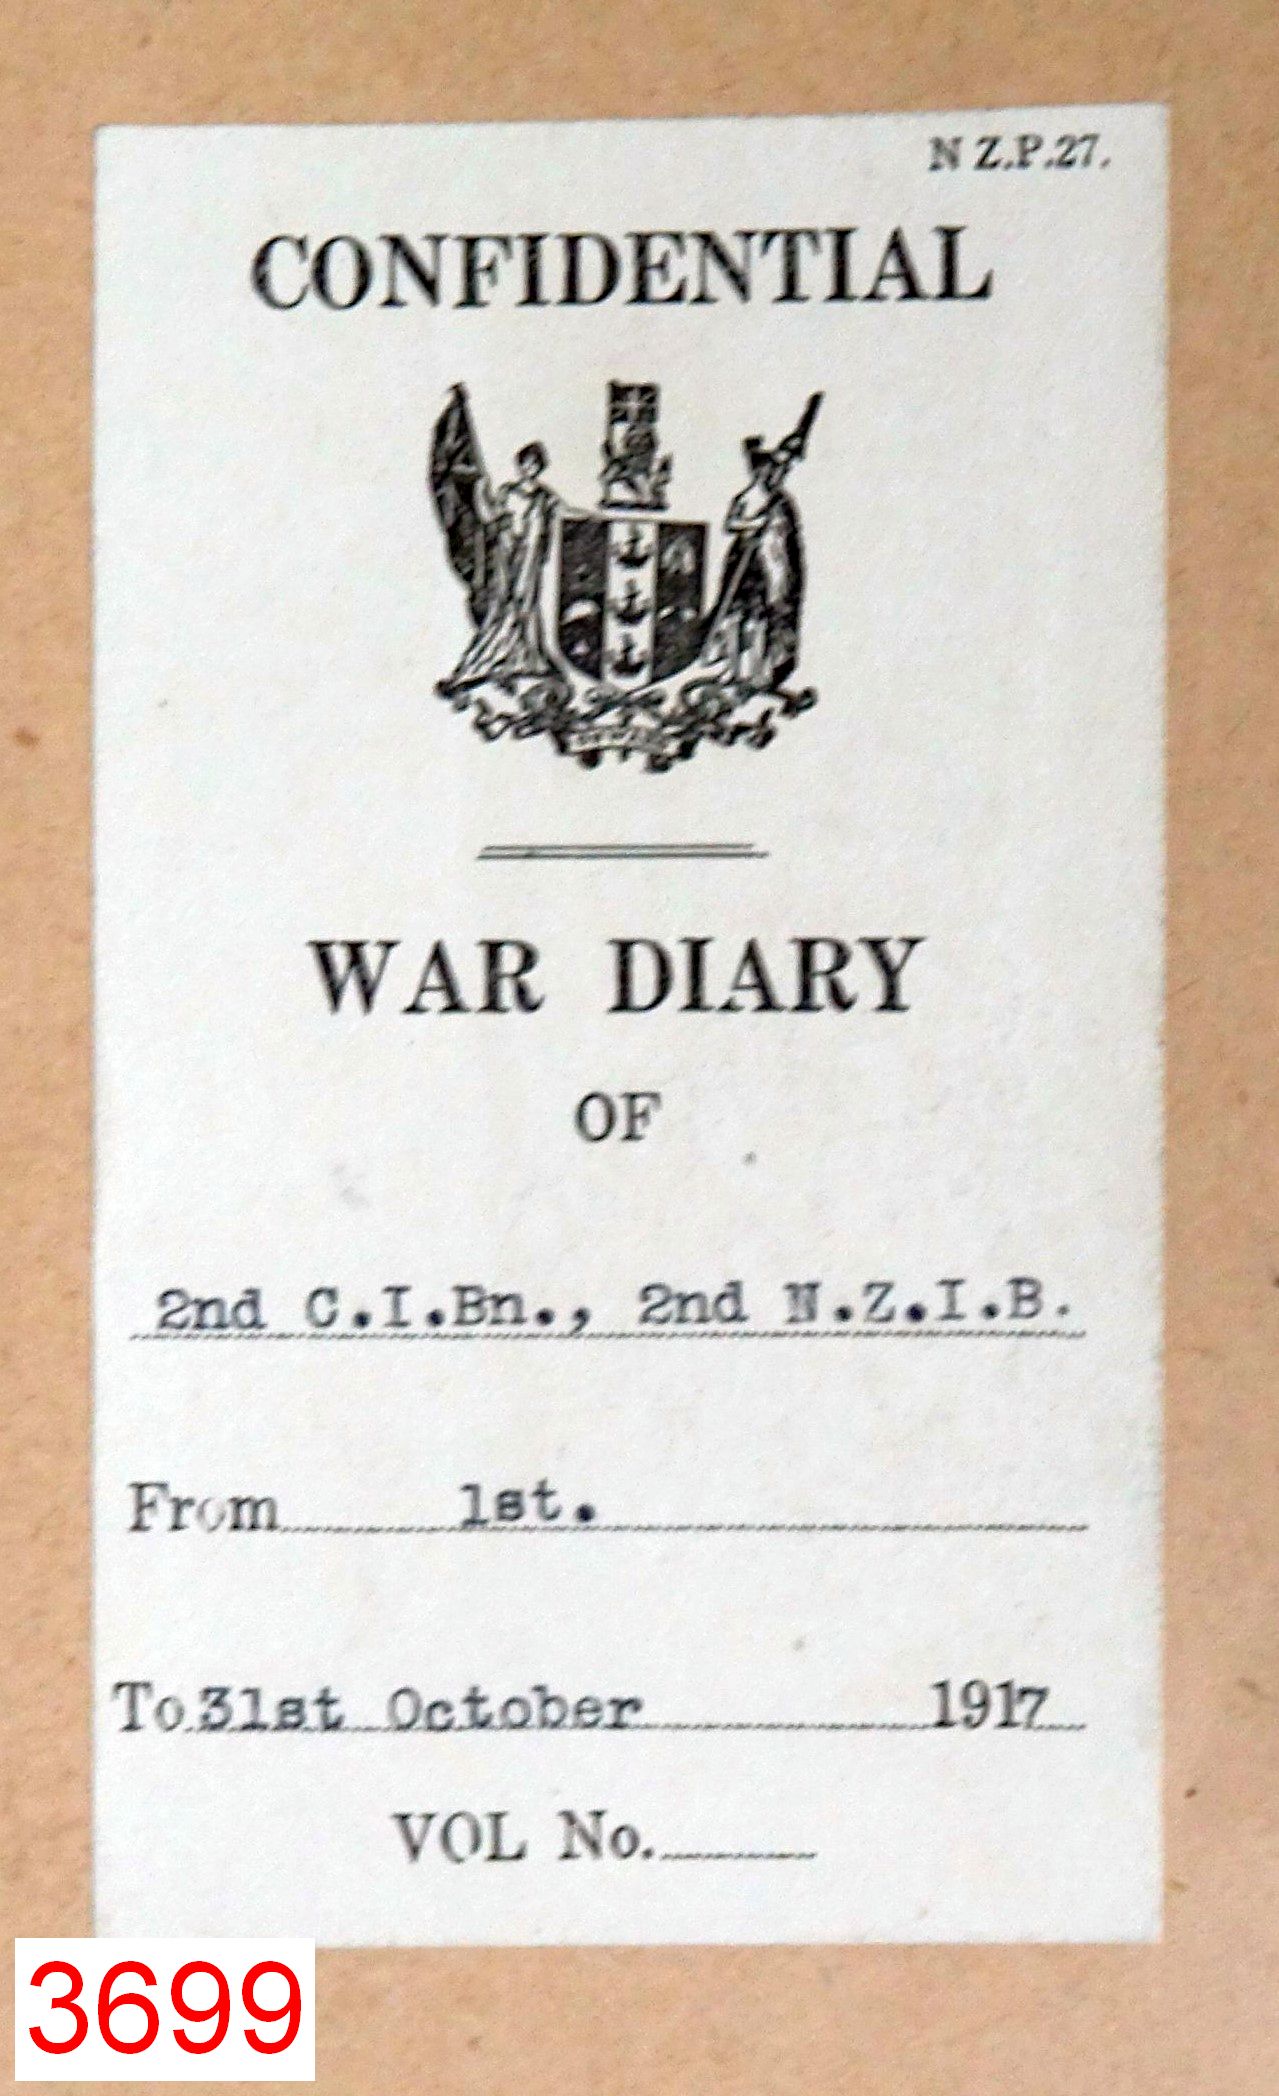 N Z.P.27.
CONFIDENTIAL
WAR DIARY
OF
2nd C.I.Bn., 2nd N.Z.I.B.
From 1st.
To 31st October 1917
VOL No.
3699